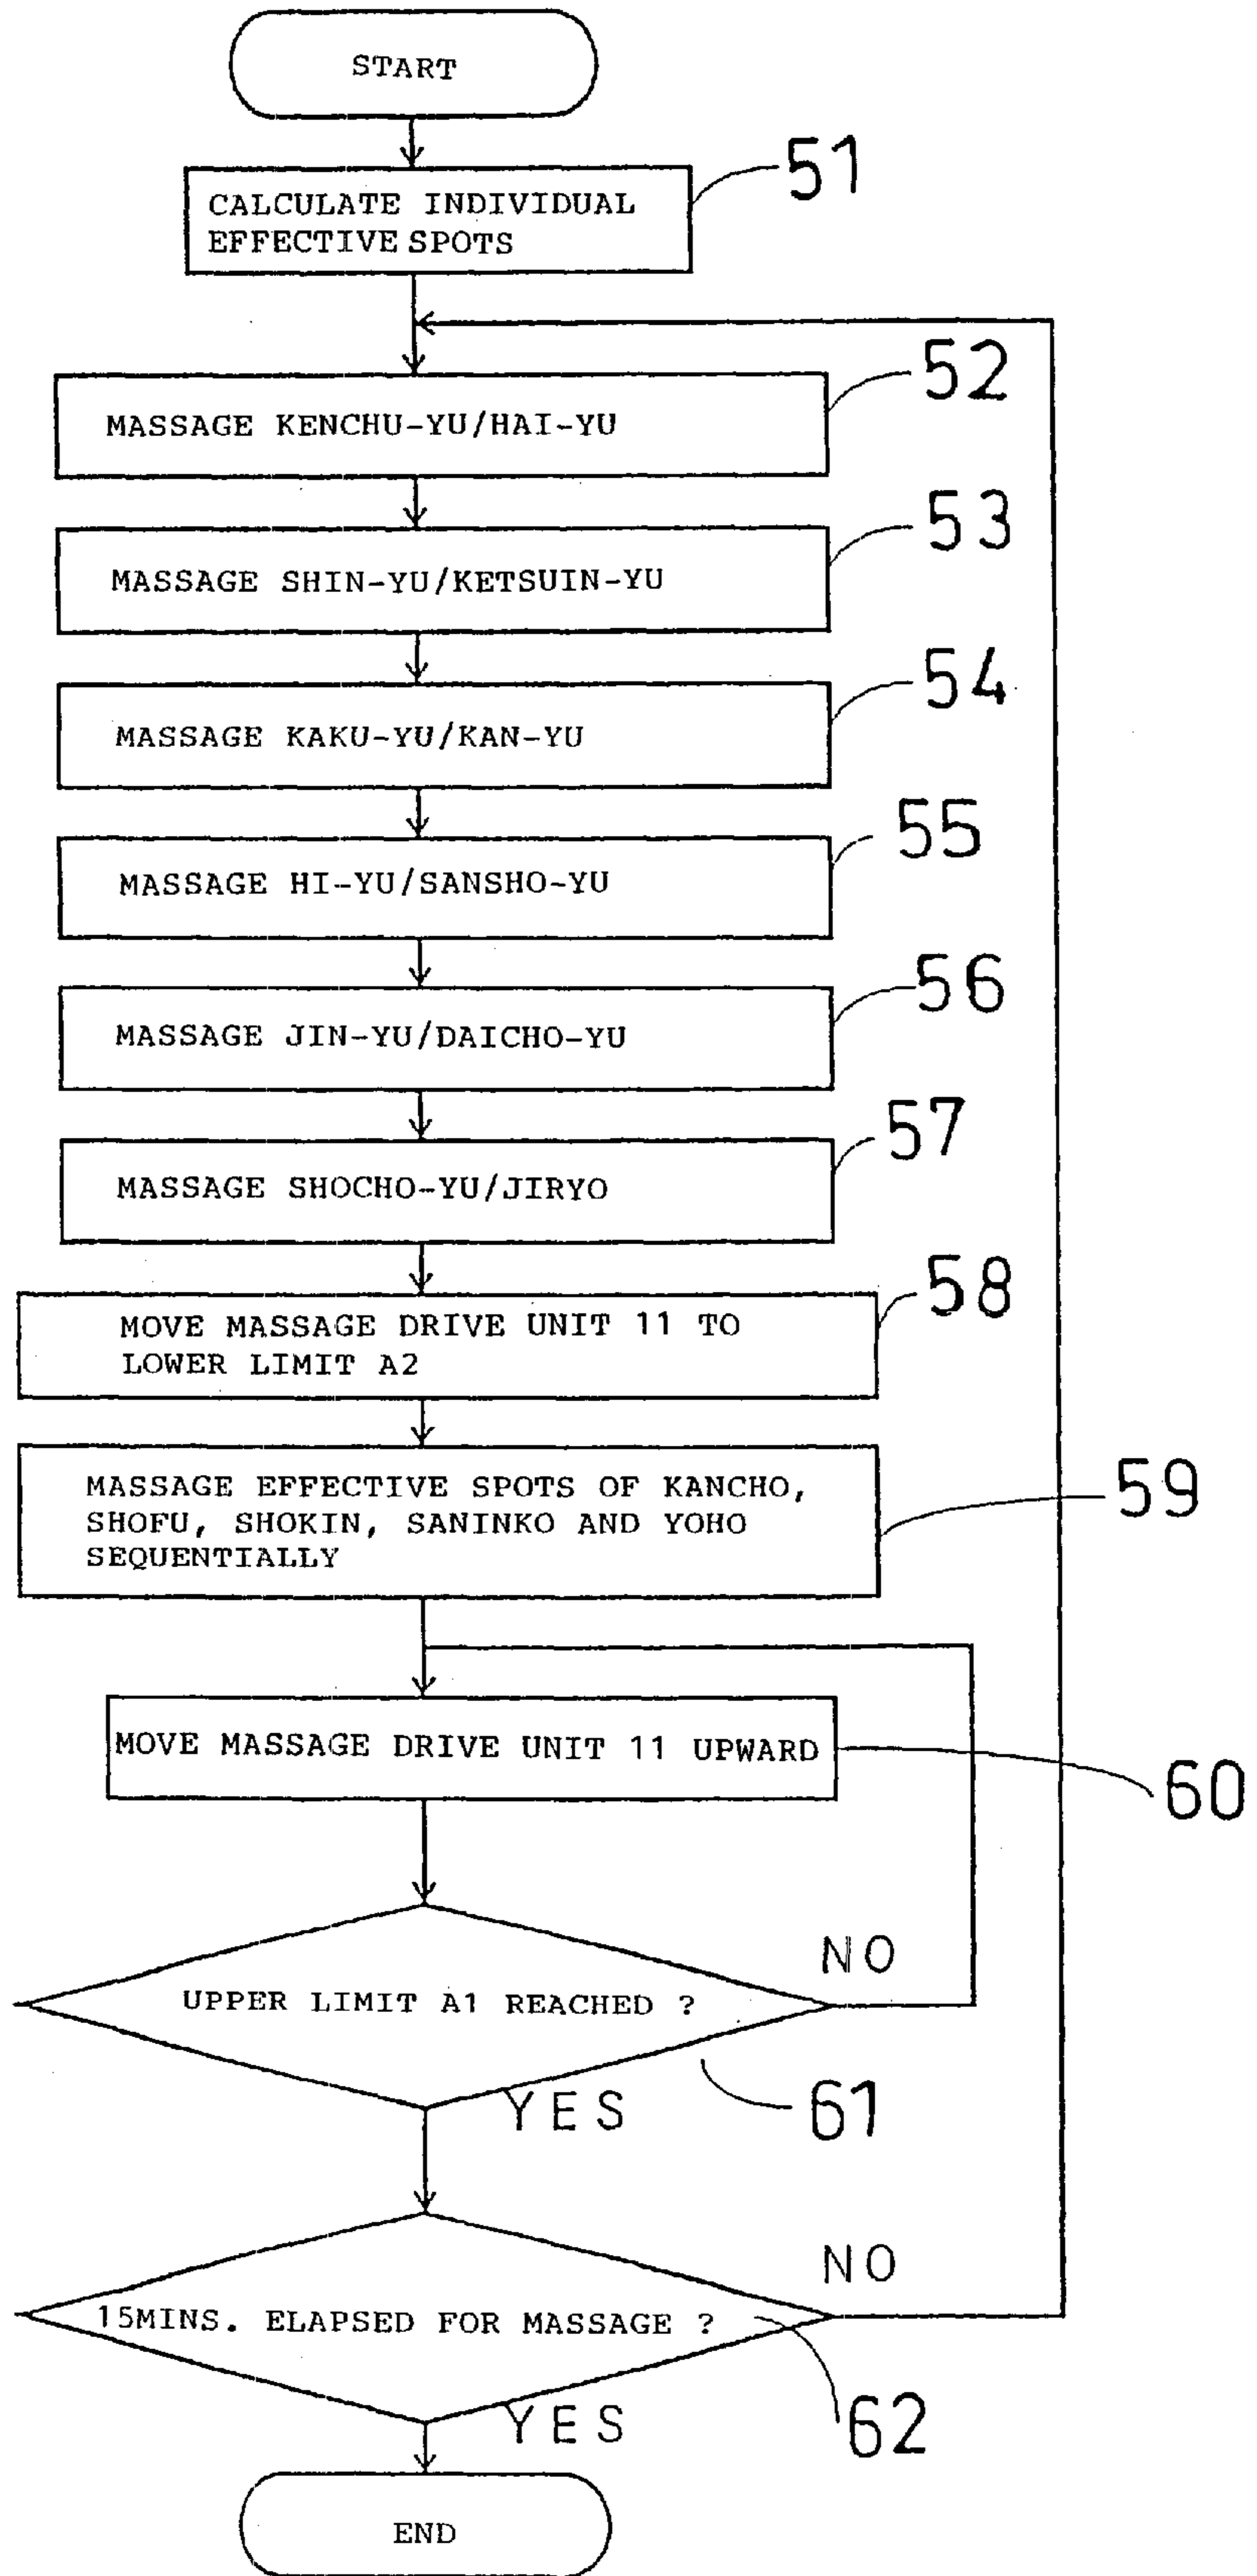 START
51
CALCULATE INDIVIDUAL
EFFECTIVE SPOTS
52
MASSAGE KENCHU-YU/HAI-YU
53
MASSAGE SHIN-YU/KETSUIN-YU
54
MASSAGE KAKU-YU/KAN-YU
55
MASSAGE HI-YU/SANSHO-YU
56
MASSAGE JIN-YU/DAICHO-YU
57
MASSAGE SHOCHO-YU/JIRYO
58
MOVE MASSAGE DRIVE UNIT 11 TO
LOWER LIMIT A2
59
MASSAGE EFFECTIVE SPOTS OF KANCHO,
SHOFU, SHOKIN, SANINKO AND YOHO
SEQUENTIALLY
MOVE MASSAGE DRIVE UNIT 11 UPWARD
60
NO
UPPER LIMIT A1 REACHED ?
YES
61
NO
15MINS. ELAPSED FOR MASSAGE ?
YES
62
END